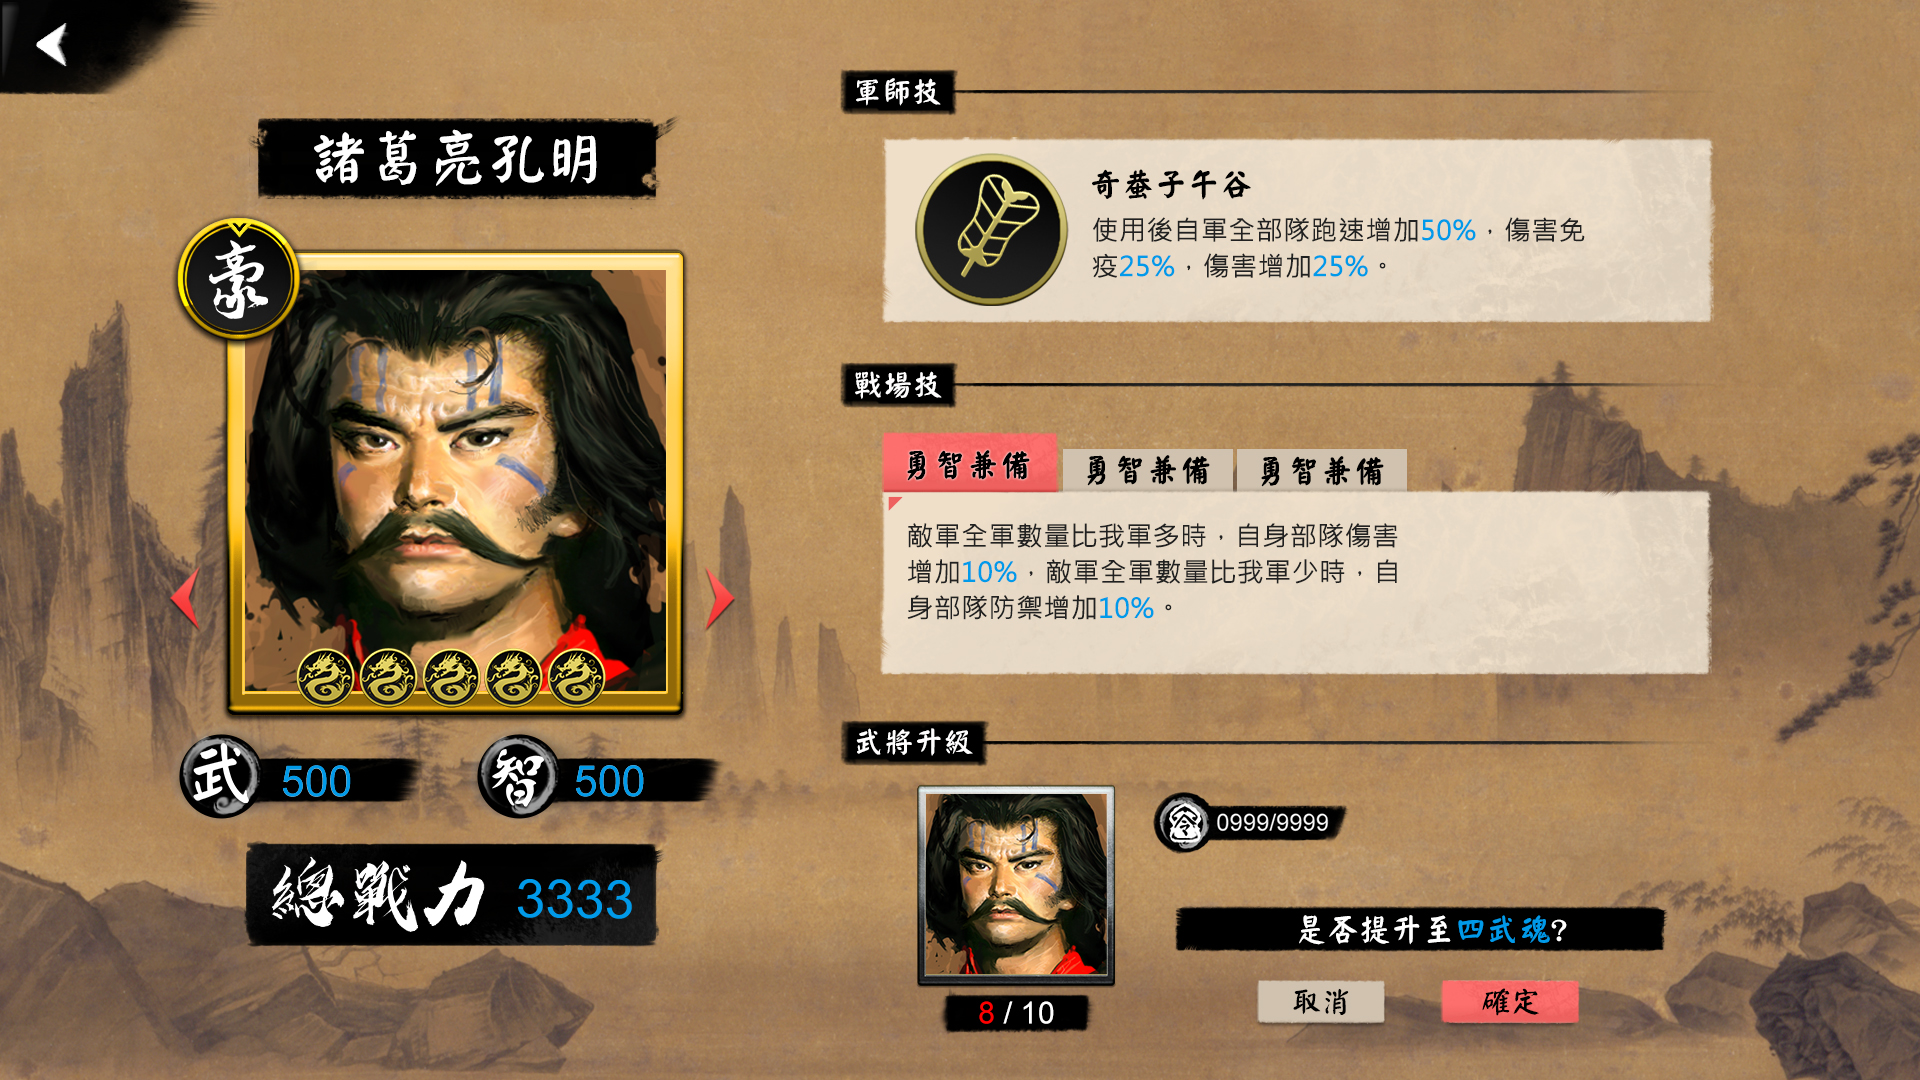 諸葛亮孔明
豪
武 500
智 500
總戰力 3333
軍師技
奇蛬子午谷
使用後自軍全部隊跑速增加50%，傷害免
疫25%，傷害增加25%。
戰場技
勇智兼備 勇智兼備 勇智兼備
敵軍全軍數量比我軍多時，自身部隊傷害
增加10%，敵軍全軍數量比我軍少時，自
身部隊防禦增加10%。
武將升級
8 / 10
令 0999/9999
是否提升至四武魂?
取消 確定